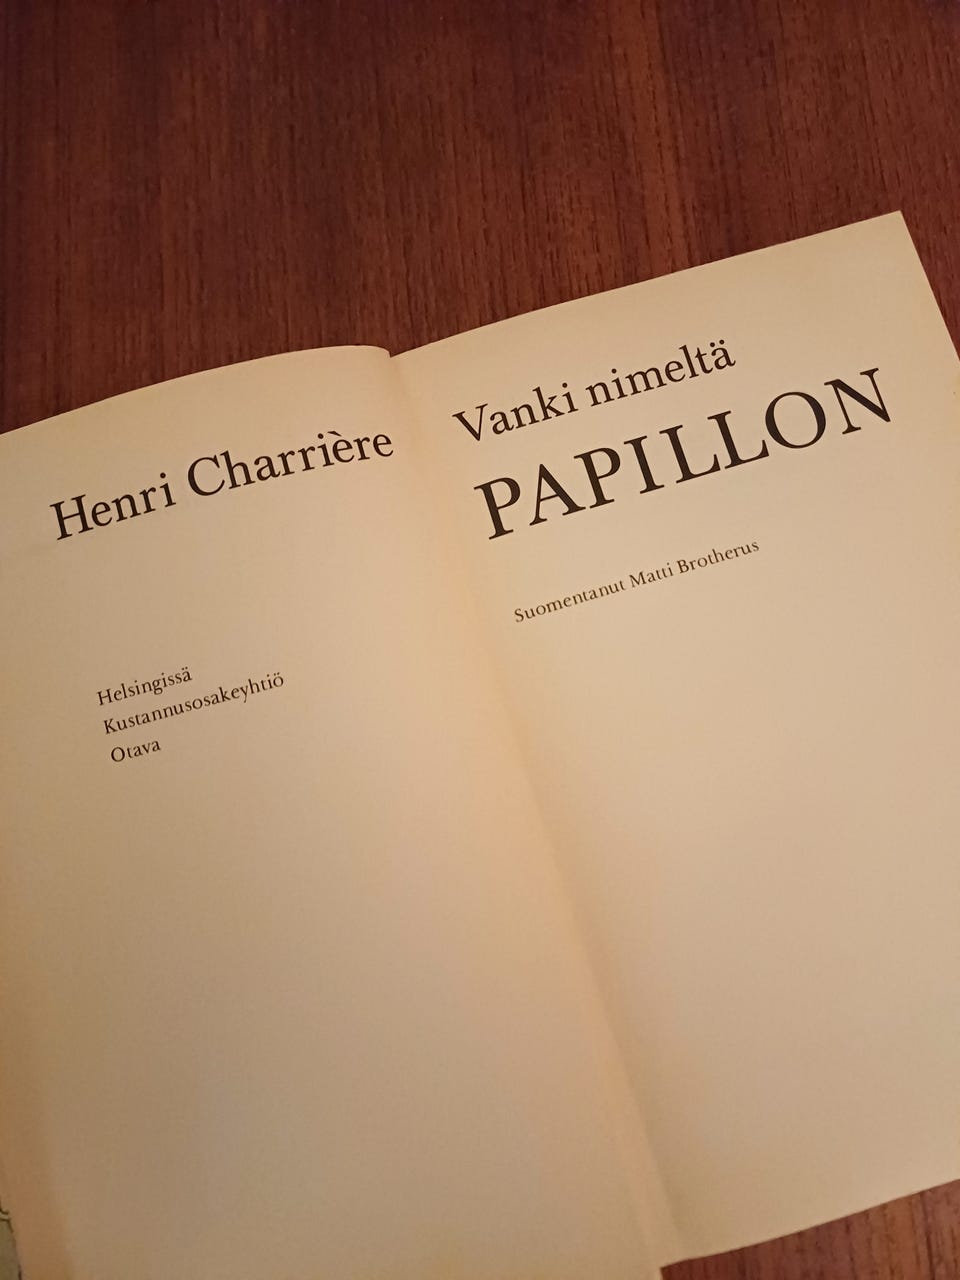 Henri Charrière
Helsingissä
Kustannusosakeyhtiö
Otava
Vanki nimeltä
PAPILLON
Suomentanut Matti Brotherus